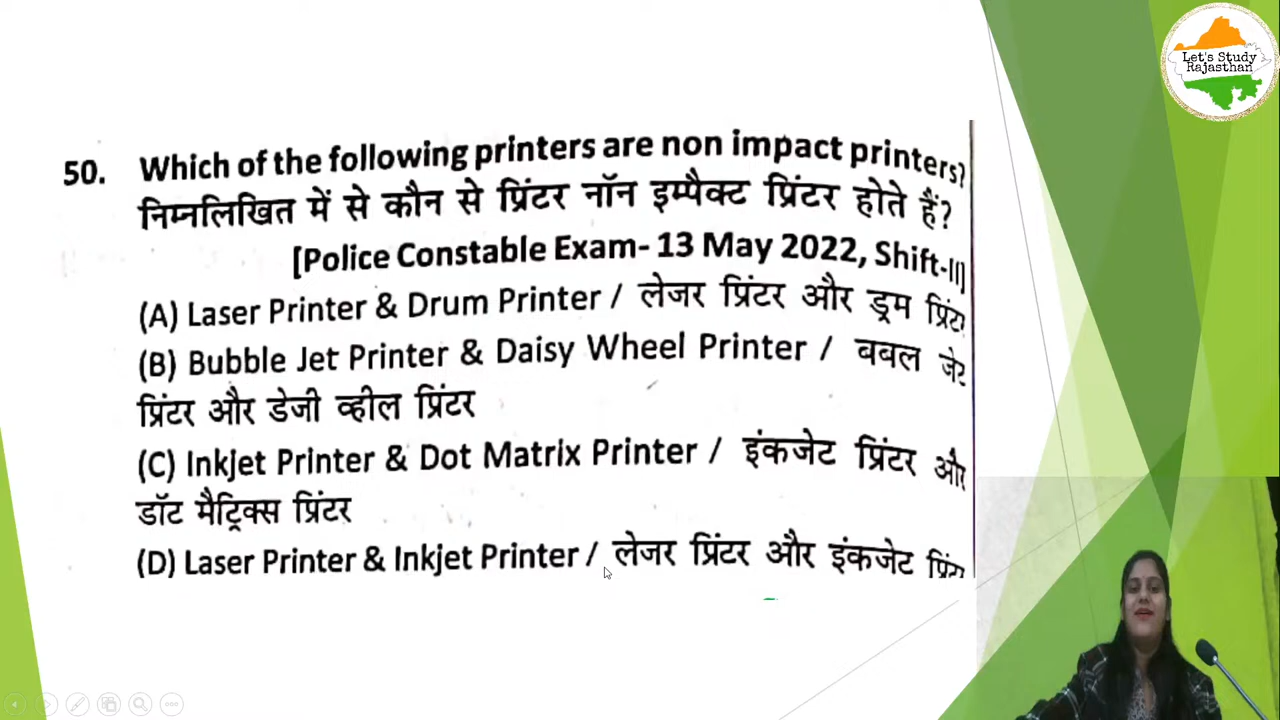 Let's Study
Rajasthan
50. Which of the following printers are non impact printers?
निम्नलिखित में से कौन से प्रिंटर नॉन इम्पैक्ट प्रिंटर होते हैं?
[Police Constable Exam- 13 May 2022, Shift-II]
(A) Laser Printer & Drum Printer / लेजर प्रिंटर और ड्रम
(B) Bubble Jet Printer & Daisy Wheel Printer / बबल
प्रिंटर और डेजी व्हील प्रिंटर
(C) Inkjet Printer & Dot Matrix Printer / इंकजेट प्रिंटर और
डॉट मैट्रिक्स प्रिंटर
(D) Laser Printer & Inkjet Printer / लेजर प्रिंटर और इंकजेट